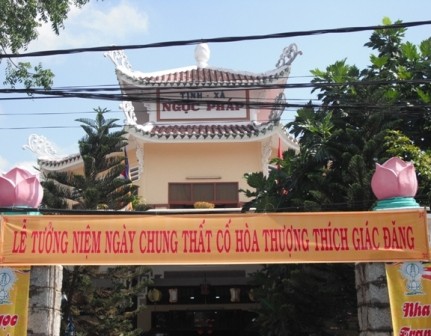 TỊNH XÁ
NGỌC PHÁP
LỄ TƯỞNG NIỆM NGÀY CHUNG THẤT CỐ HÒA THƯỢNG THÍCH GIÁC ĐĂNG